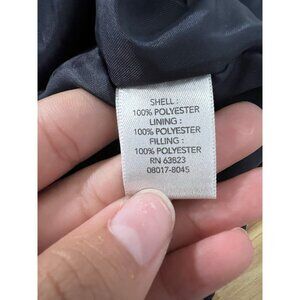 SHELL :
100% POLYESTER
LINING :
100% POLYESTER
FILLING :
100% POLYESTER
RN 63823
08017-8045